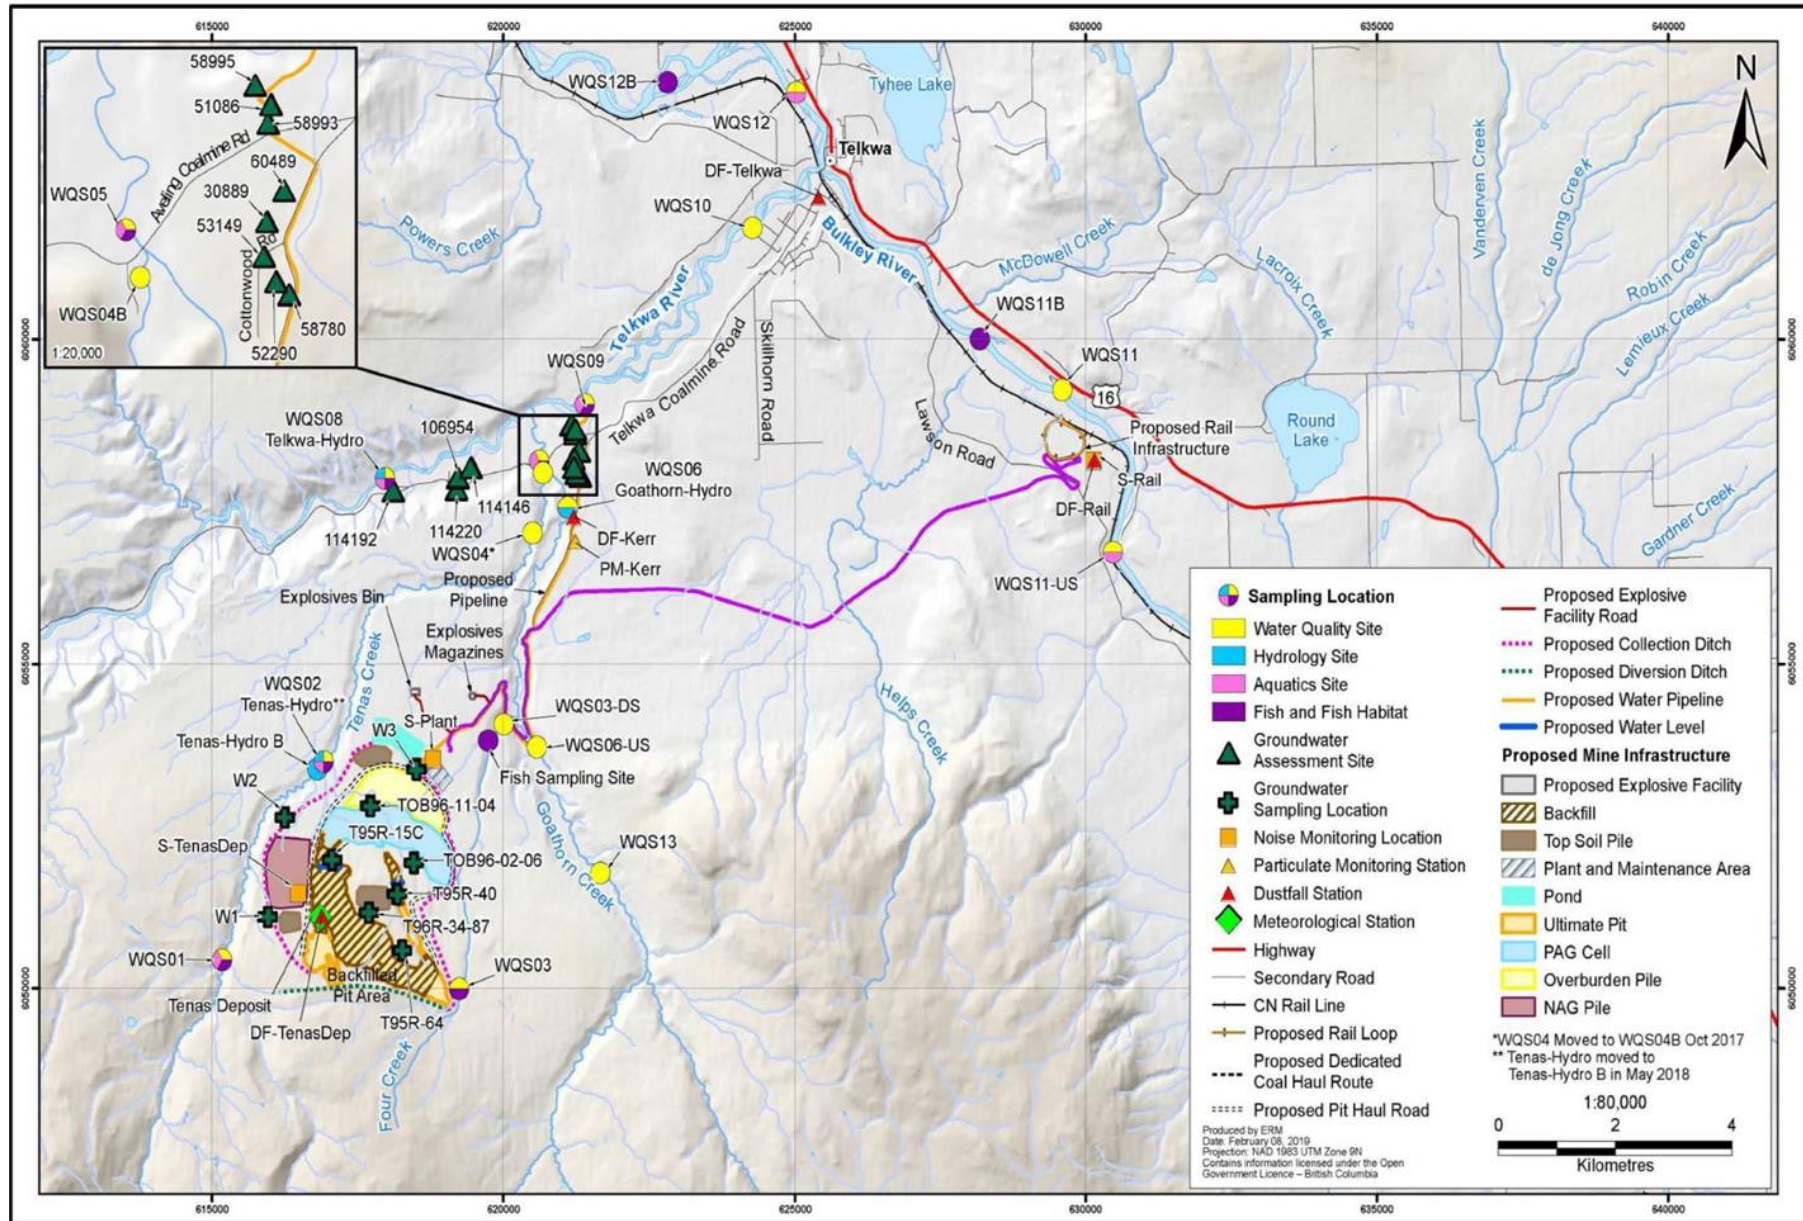 615000
620000
625000
630000
635000
640000
58995
51086
58993
Aveling Coalmine Rd
60489
30889
WQS05
53149
Rd
Cottonwood
WQS04B
58780
52290
1:20,000
WQS12B
WQS12
Tyhee Lake
Telkwa
DF-Telkwa
WQS10
Powers Creek
Bulkley River
McDowell Creek
Vanderven Creek
de Jong Creek
Robin Creek
Lemieux Creek
Lacroix Creek
N
6060000
6060000
Telkwa River
WQS11B
WQS09
Telkwa Coalmine Road
Skillhorn Road
WQS11
16
Round
Lake
Lawson Road
Proposed Rail
Infrastructure
S-Rail
DF-Rail
WQS08
Telkwa-Hydro
106954
WQS06
Goathorn-Hydro
114146
114220
114192
WQS04*
DF-Kerr
PM-Kerr
WQS11-US
Gardner Creek
Proposed
Pipeline
Explosives Bin
Explosives
Magazines
6055000
6055000
Tenas Creek
WQS02
Tenas-Hydro**
S-Plant
WQS03-DS
Helps Creek
Tenas-Hydro B
W3
WQS06-US
Fish Sampling Site
W2
TOB96-11-04
T95R-15C
Goathorn Creek
S-TenasDep
TOB96-02-06
WQS13
T95R-40
W1
T96R-34-87
WQS01
WQS03
Backfilled
Pit Area
Tenas Deposit
T95R-64
DF-TenasDep
6050000
6050000
Four Creek
Sampling Location
Water Quality Site
Hydrology Site
Aquatics Site
Fish and Fish Habitat
Groundwater
Assessment Site
Groundwater
Sampling Location
Noise Monitoring Location
Particulate Monitoring Station
Dustfall Station
Meteorological Station
Highway
Secondary Road
CN Rail Line
Proposed Rail Loop
Proposed Dedicated
Coal Haul Route
Proposed Pit Haul Road
Proposed Explosive
Facility Road
Proposed Collection Ditch
Proposed Diversion Ditch
Proposed Water Pipeline
Proposed Water Level
Proposed Mine Infrastructure
Proposed Explosive Facility
Backfill
Top Soil Pile
Plant and Maintenance Area
Pond
Ultimate Pit
PAG Cell
Overburden Pile
NAG Pile
*WQS04 Moved to WQS04B Oct 2017
** Tenas-Hydro moved to
Tenas-Hydro B in May 2018
1:80,000
0 2 4
Kilometres
Produced by ERM
Date: February 08, 2019
Projection: NAD 1983 UTM Zone 9N
Contains information licensed under the Open
Government Licence – British Columbia
615000
620000
625000
630000
635000
640000